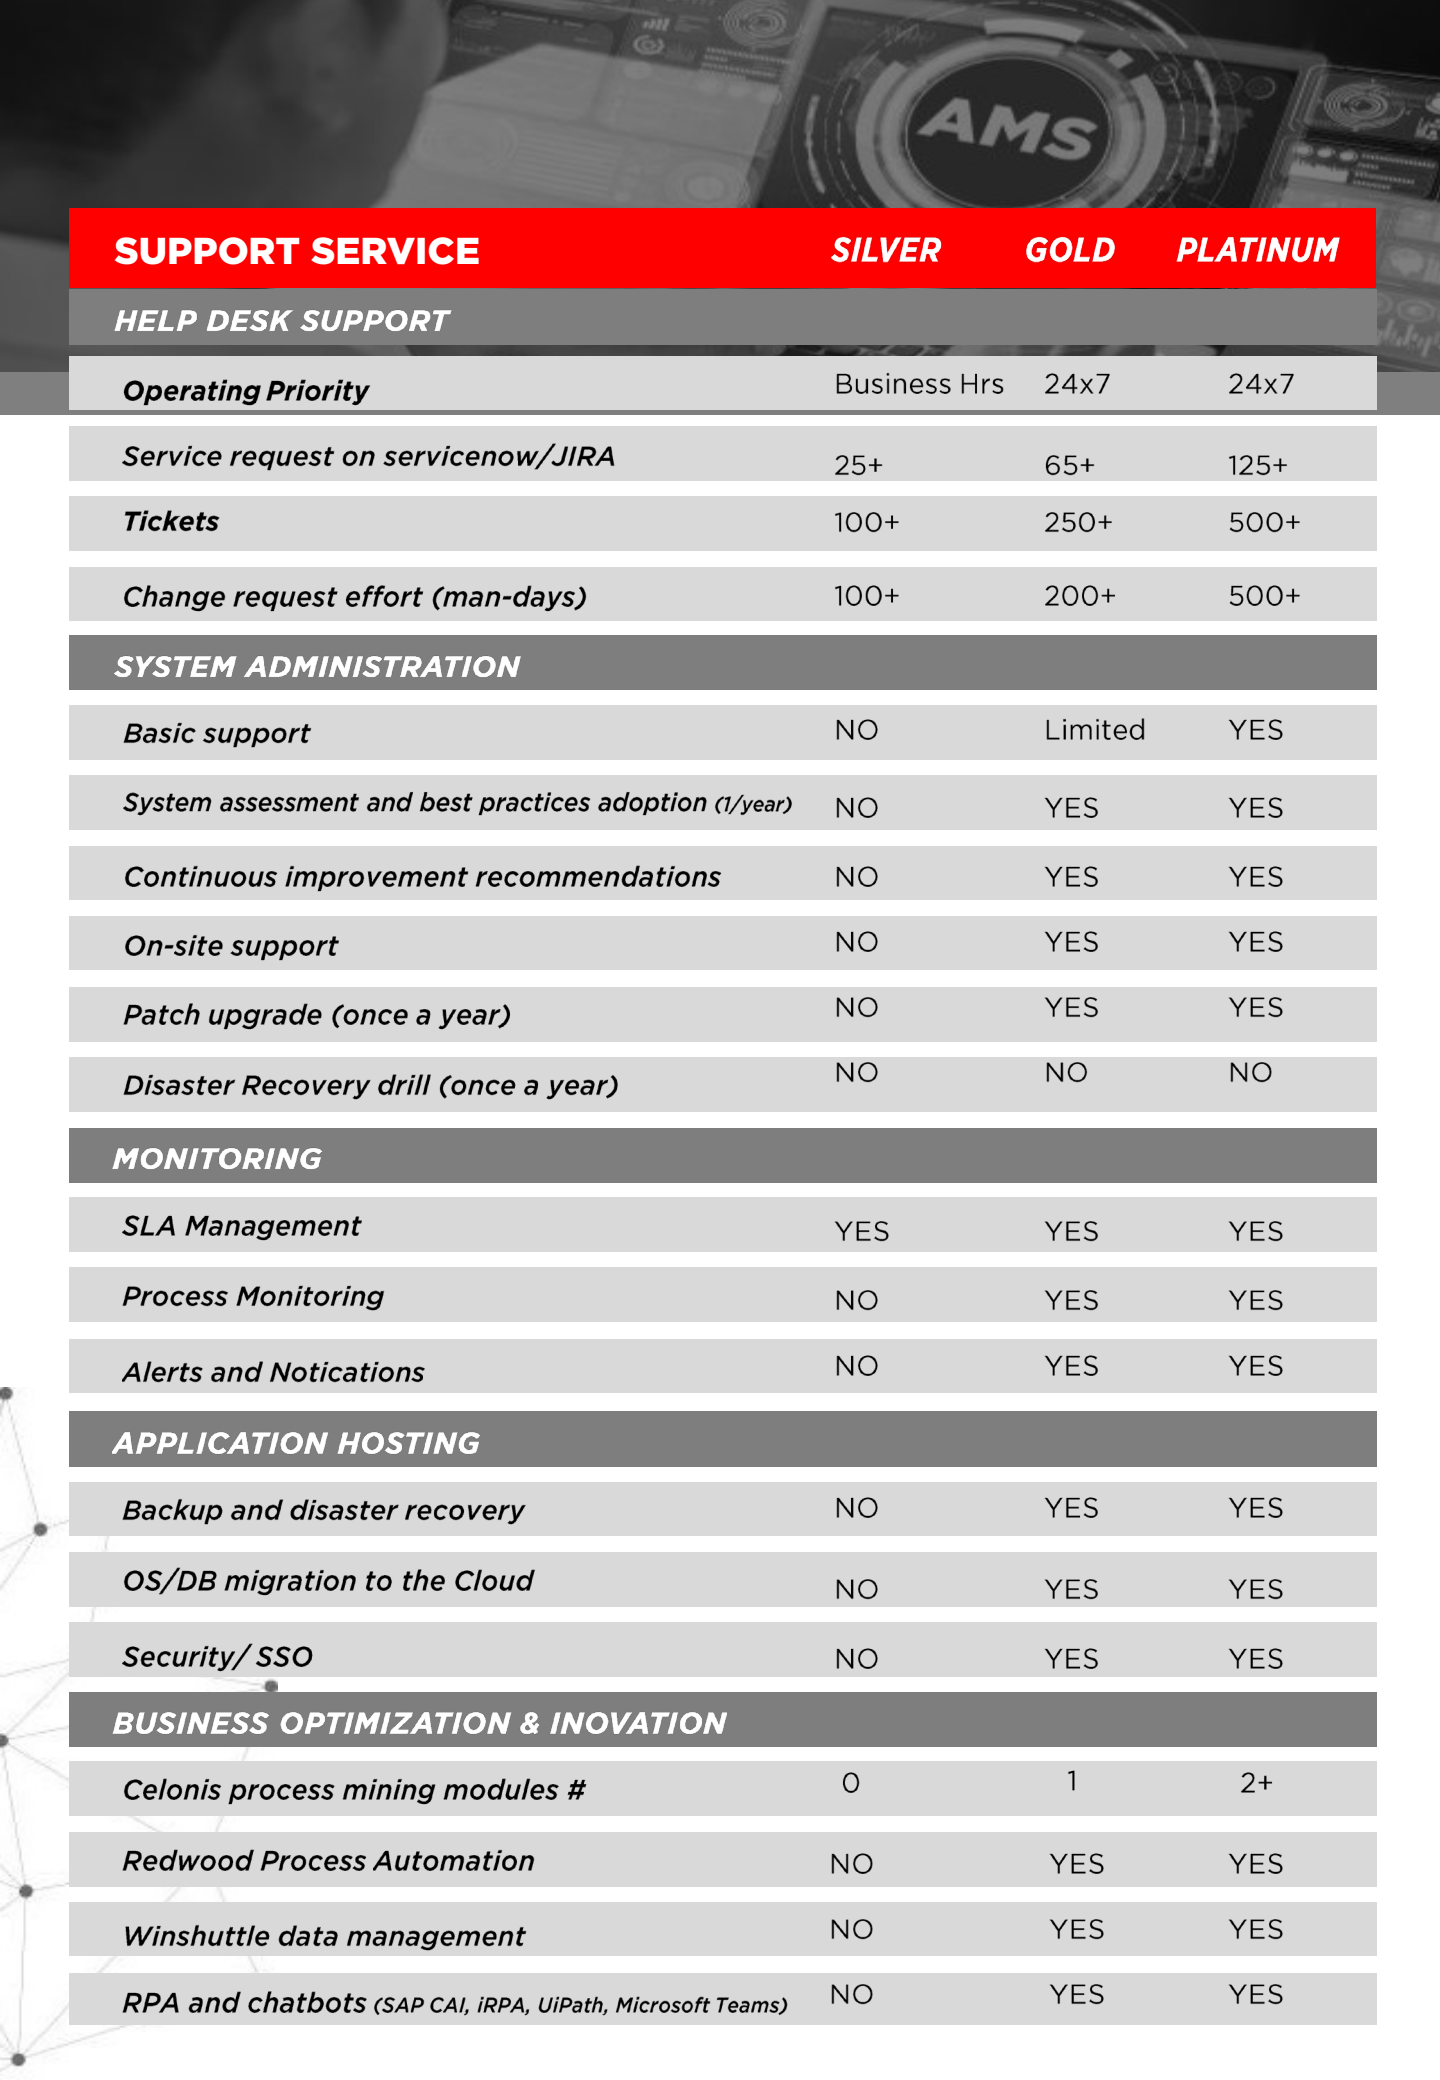 AMS
SUPPORT SERVICE SILVER GOLD PLATINUM
HELP DESK SUPPORT
Operating Priority Business Hrs 24x7 24x7
Service request on servicenow/JIRA 25+ 65+ 125+
Tickets 100+ 250+ 500+
Change request effort (man-days) 100+ 200+ 500+
SYSTEM ADMINISTRATION
Basic support NO Limited YES
System assessment and best practices adoption (1/year) NO YES YES
Continuous improvement recommendations NO YES YES
On-site support NO YES YES
Patch upgrade (once a year) NO YES YES
Disaster Recovery drill (once a year) NO NO NO
MONITORING
SLA Management YES YES YES
Process Monitoring NO YES YES
Alerts and Notications NO YES YES
APPLICATION HOSTING
Backup and disaster recovery NO YES YES
OS/DB migration to the Cloud NO YES YES
Security/ SSO NO YES YES
BUSINESS OPTIMIZATION & INOVATION
Celonis process mining modules # 0 1 2+
Redwood Process Automation NO YES YES
Winshuttle data management NO YES YES
RPA and chatbots (SAP CAI, iRPA, UiPath, Microsoft Teams) NO YES YES